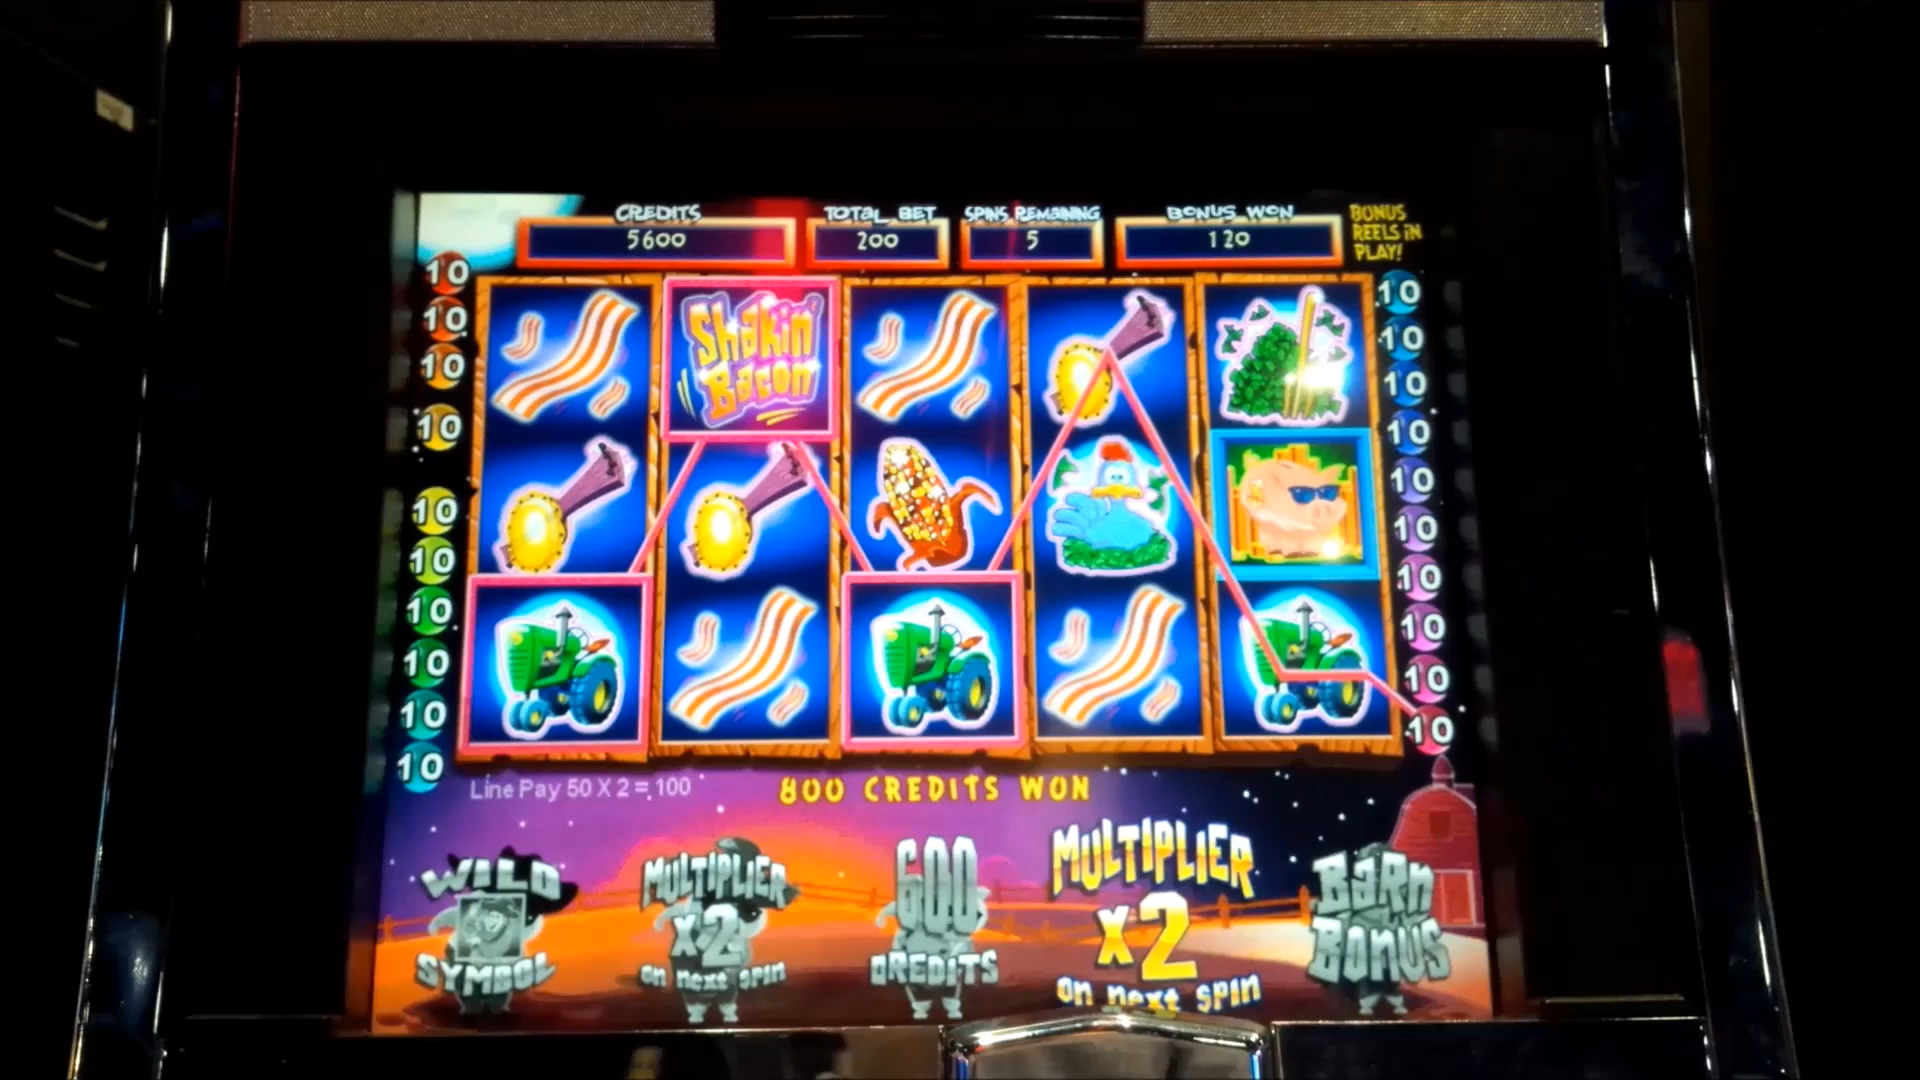 CREDITS
5600
TOTAL BET
200
SPINS REMAINING
5
BONUS WON
120
BONUS
REELS IN
PLAY!
10
10
10
10
10
10
10
10
10
10
Shakin'
Bacon
10
10
10
10
10
10
10
10
10
10
Line Pay 50 X 2 = 100
800 CREDITS WON
WILD
SYMBOL
MULTIPLIER
X2
on next spin
600
CREDITS
MULTIPLIER
X2
on next spin
Barn
Bonus